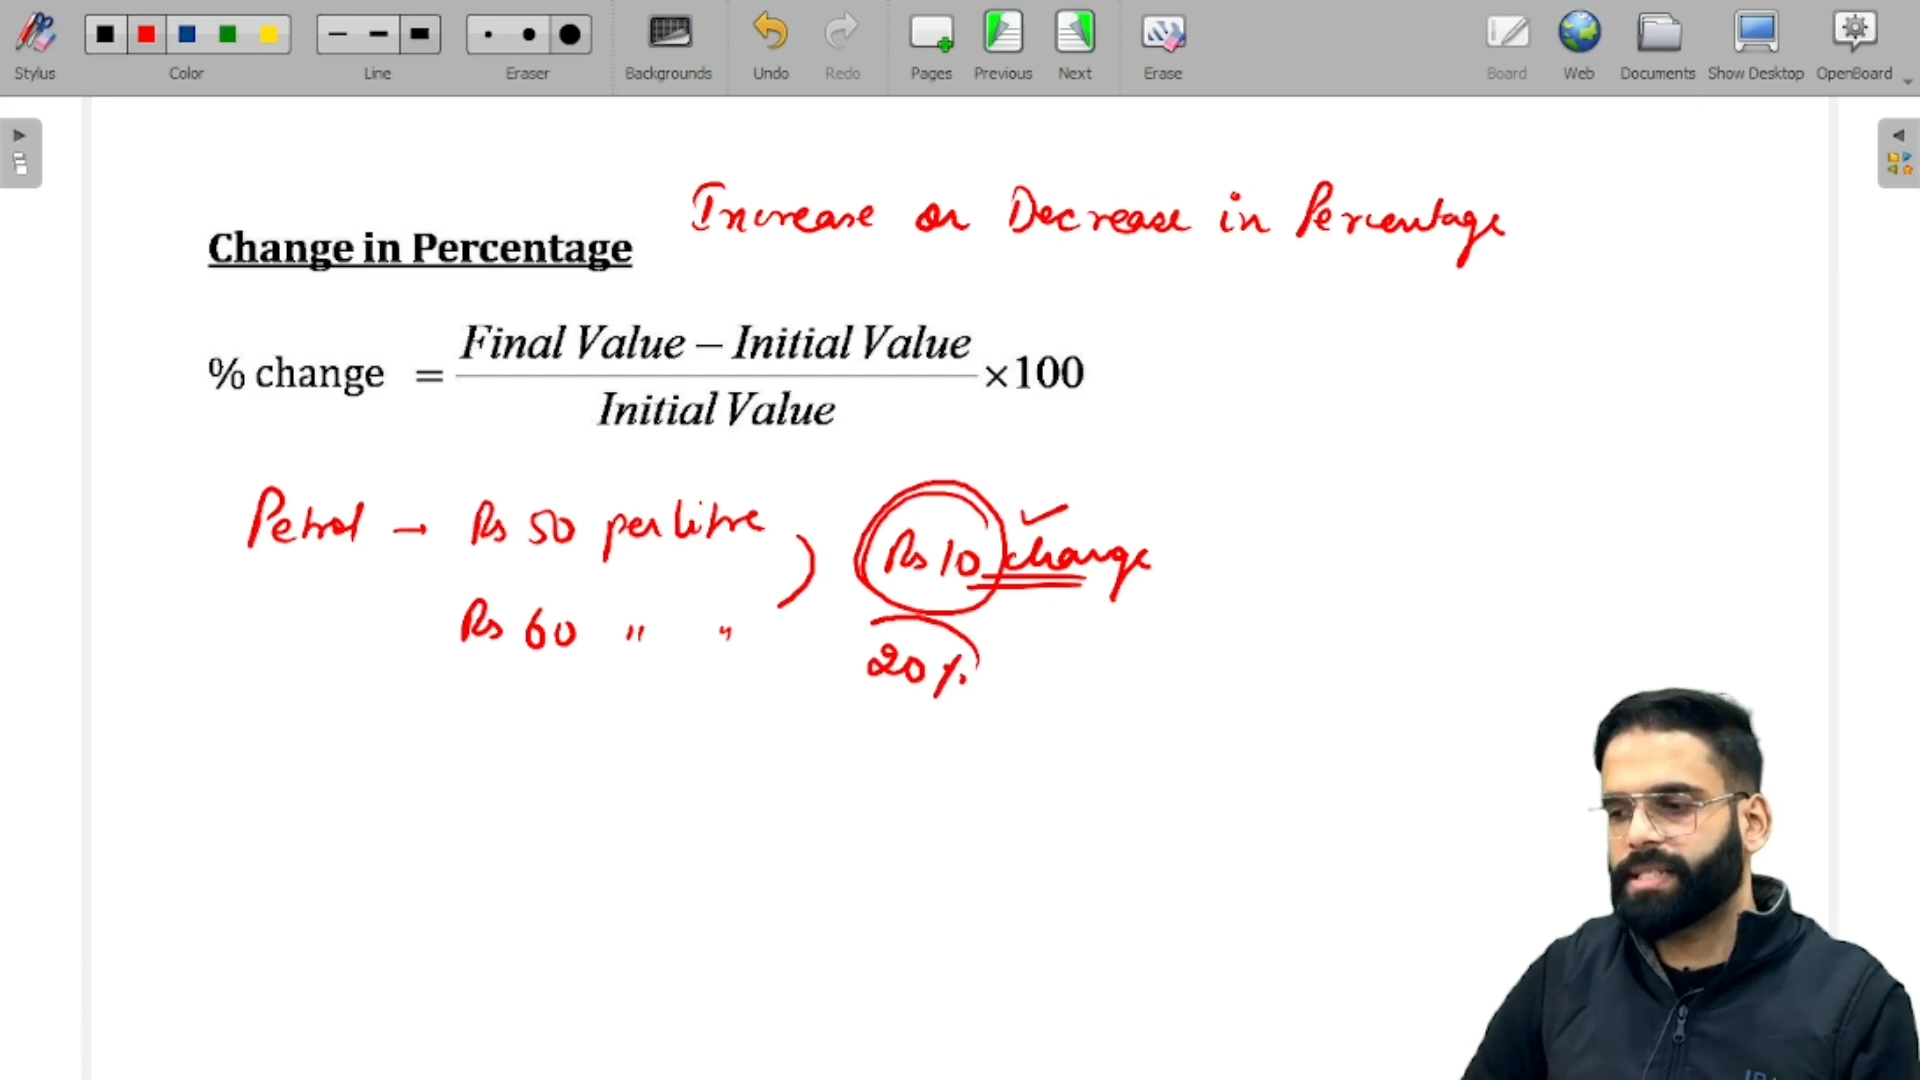 Stylus Color Line Eraser Backgrounds Undo Redo Pages Previous Next Erase Board Web Documents Show Desktop OpenBoard
Increase or Decrease in Percentage
Change in Percentage
% change = Final Value – Initial Value ×100
Initial Value
Petrol → Rs 50 per litre
Rs 10 change
Rs 60 " "
20%